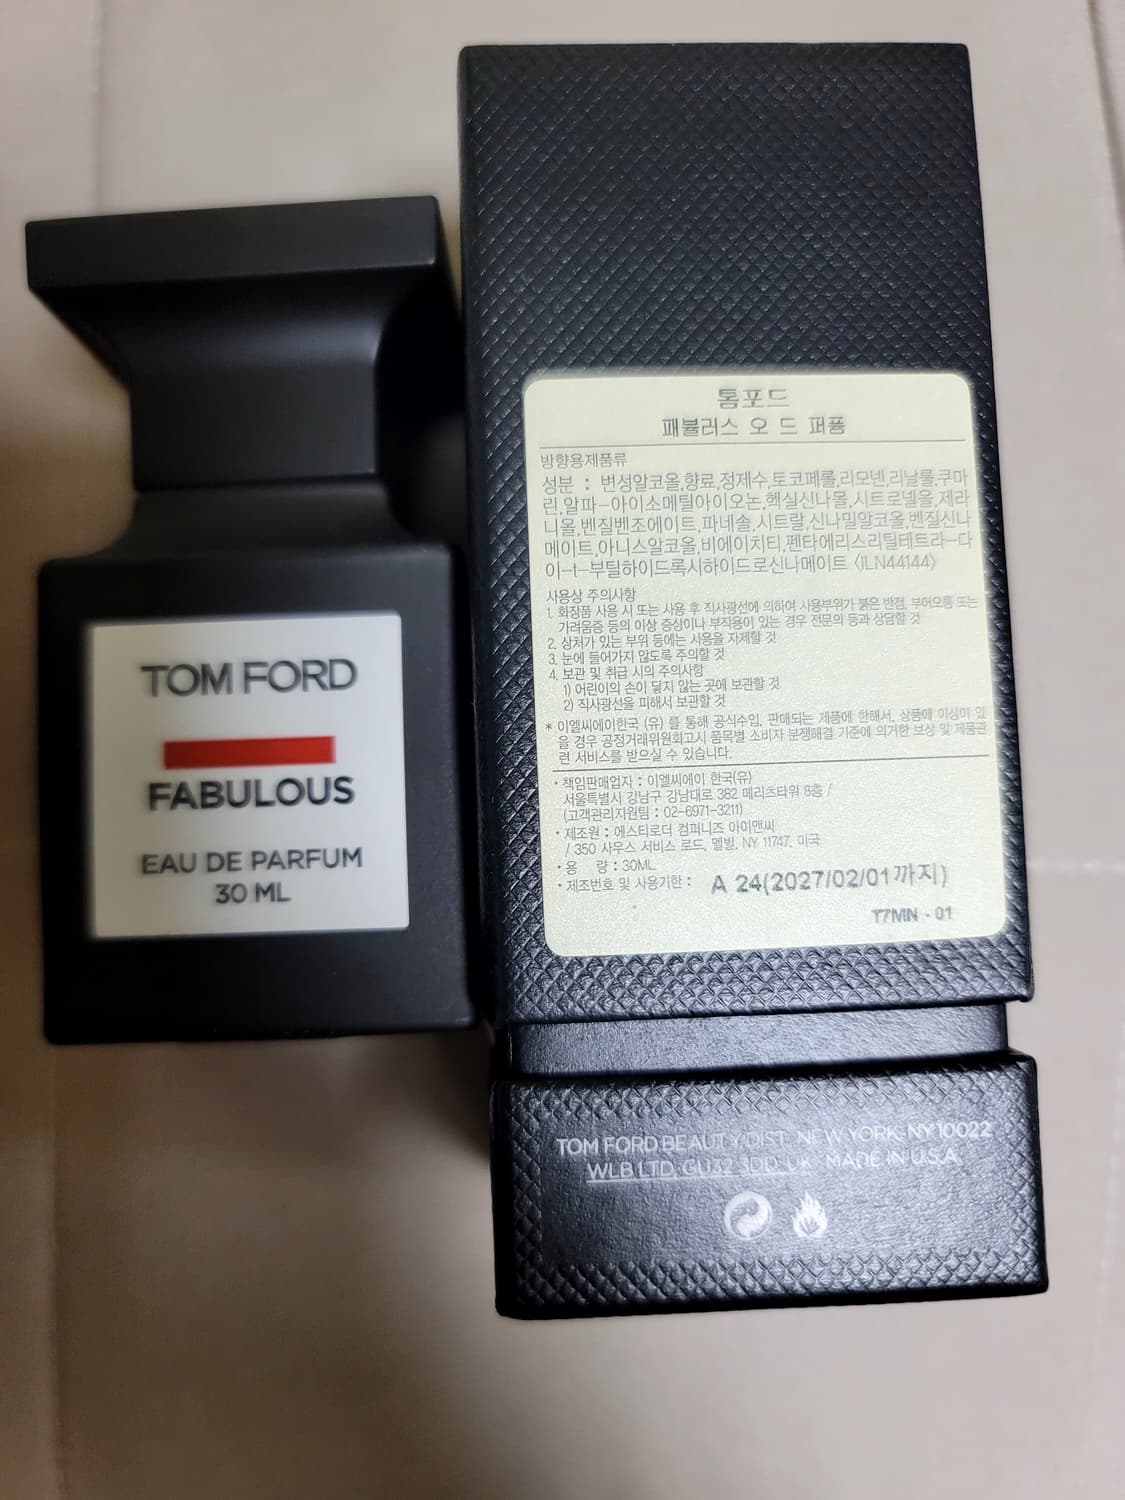 TOM FORD
FABULOUS
EAU DE PARFUM
30 ML
톰포드
패뷸러스 오 드 퍼퓸
방향용제품류
성분 : 변성알코올,향료,정제수,토코페롤,리모넨,리날룰,쿠마
린,알파-아이소메틸아이오논,헥실신나몰,시트로넬올,제라
니올,벤질벤조에이트,파네솔,시트랄,신나밀알코올,벤질신나
메이트,아니스알코올,비에이치티,펜타에리스리틸테트라-다
이-t-부틸하이드록시하이드로신나메이트 <ILN44144>
사용상 주의사항
1. 화장품 사용 시 또는 사용 후 직사광선에 의하여 사용부위가 붉은 반점, 부어오름 또는
가려움증 등의 이상 증상이나 부작용이 있는 경우 전문의 등과 상담할 것
2. 상처가 있는 부위 등에는 사용을 자제할 것
3. 눈에 들어가지 않도록 주의할 것
4. 보관 및 취급 시의 주의사항
1) 어린이의 손이 닿지 않는 곳에 보관할 것
2) 직사광선을 피해서 보관할 것
* 이엘씨에이한국 (유) 를 통해 공식수입, 판매되는 제품에 한해서, 상품에 이상이 있
을 경우 공정거래위원회고시 품목별 소비자 분쟁해결 기준에 의거한 보상 및 제품관
련 서비스를 받으실 수 있습니다.
· 책임판매업자 : 이엘씨에이 한국(유)
서울특별시 강남구 강남대로 382 메리츠타워 8층 /
(고객관리지원팀 : 02-6971-3211)
· 제조원 : 에스티로더 컴퍼니즈 아이앤씨
/ 350 사우스 서비스 로드, 멜빌, NY 11747, 미국
· 용 량 : 30ML
· 제조번호 및 사용기한 : A 24(2027/02/01까지)
T7MN - 01
TOM FORD BEAUTY, DIST. NEW YORK, NY 10022
WLB LTD, GU32 3DD, UK MADE IN U.S.A.